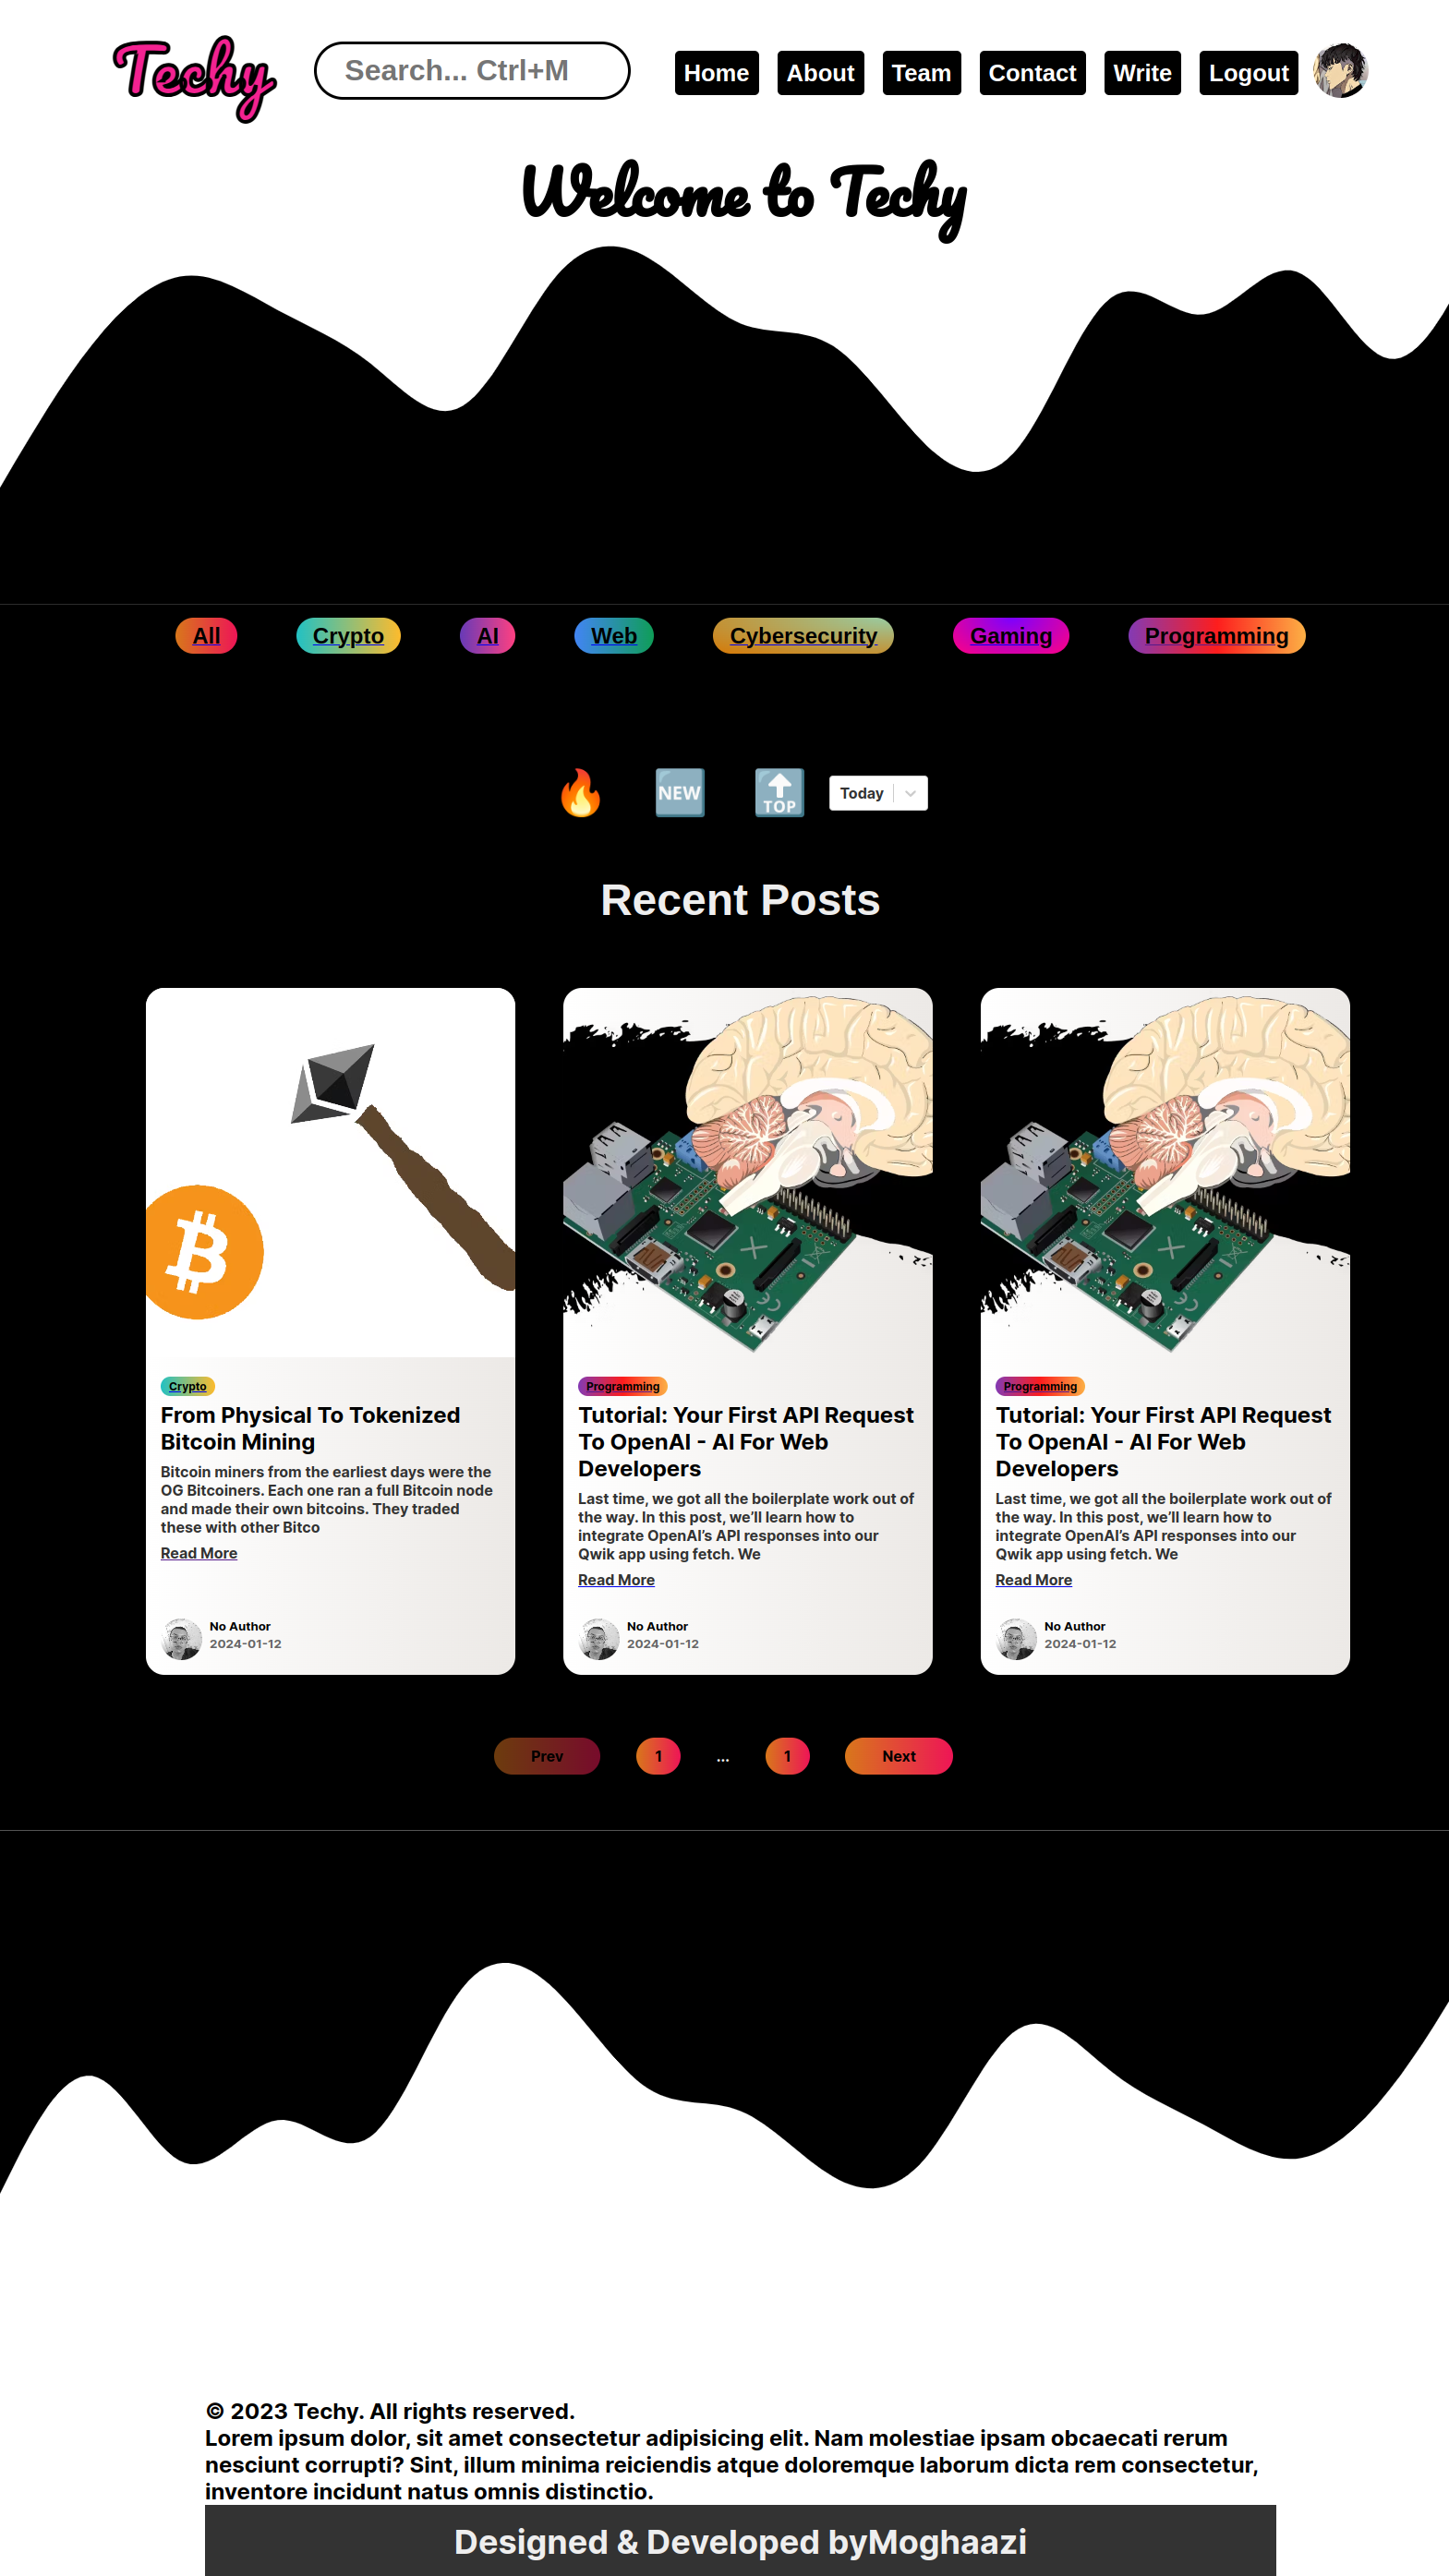 Techy
Search... Ctrl+M
Home
About
Team
Contact
Write
Logout
Welcome to Techy
All
Crypto
AI
Web
Cybersecurity
Gaming
Programming
NEW
TOP
Today
Recent Posts
Crypto
From Physical To Tokenized
Bitcoin Mining
Bitcoin miners from the earliest days were the
OG Bitcoiners. Each one ran a full Bitcoin node
and made their own bitcoins. They traded
these with other Bitco
Read More
No Author
2024-01-12
Programming
Tutorial: Your First API Request
To OpenAI - AI For Web
Developers
Last time, we got all the boilerplate work out of
the way. In this post, we’ll learn how to
integrate OpenAI’s API responses into our
Qwik app using fetch. We
Read More
No Author
2024-01-12
Programming
Tutorial: Your First API Request
To OpenAI - AI For Web
Developers
Last time, we got all the boilerplate work out of
the way. In this post, we’ll learn how to
integrate OpenAI’s API responses into our
Qwik app using fetch. We
Read More
No Author
2024-01-12
Prev
1
...
1
Next
© 2023 Techy. All rights reserved.
Lorem ipsum dolor, sit amet consectetur adipisicing elit. Nam molestiae ipsam obcaecati rerum
nesciunt corrupti? Sint, illum minima reiciendis atque doloremque laborum dicta rem consectetur,
inventore incidunt natus omnis distinctio.
Designed & Developed byMoghaazi